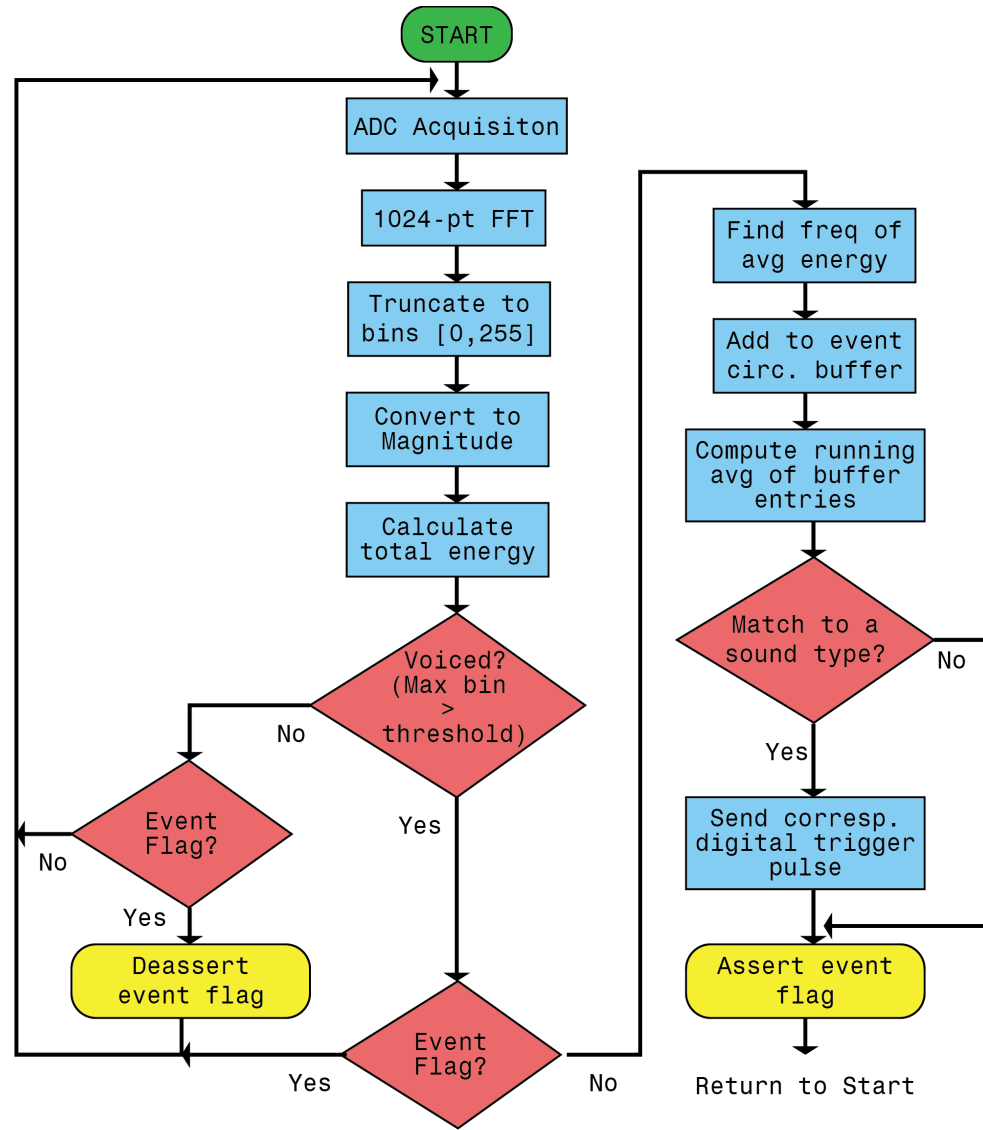 START
ADC Acquisiton
1024-pt FFT
Truncate to
bins [0,255]
Convert to
Magnitude
Calculate
total energy
Voiced?
(Max bin
>
threshold)
No
Yes
Event
Flag?
No
Yes
Deassert
event flag
Event
Flag?
Yes
No
Find freq of
avg energy
Add to event
circ. buffer
Compute running
avg of buffer
entries
Match to a
sound type?
No
Yes
Send corresp.
digital trigger
pulse
Assert event
flag
Return to Start